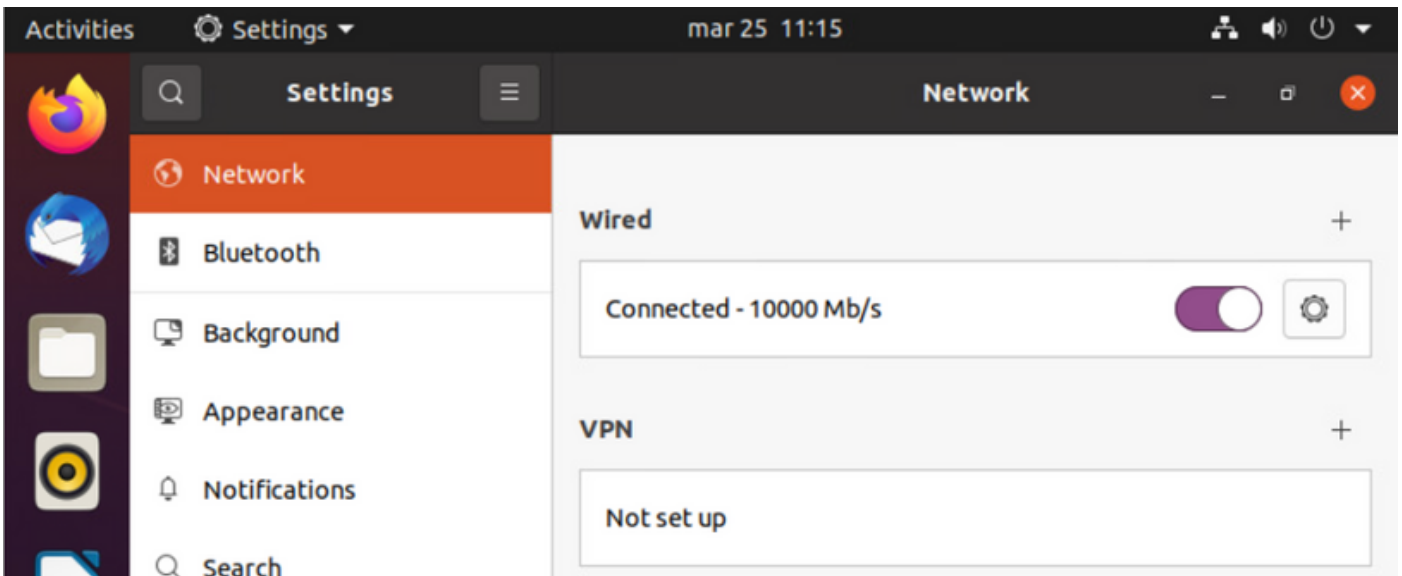 Activities Settings mar 25 11:15
Settings Network
Network
Bluetooth
Background
Appearance
Notifications
Search
Wired
Connected - 10000 Mb/s
VPN
Not set up